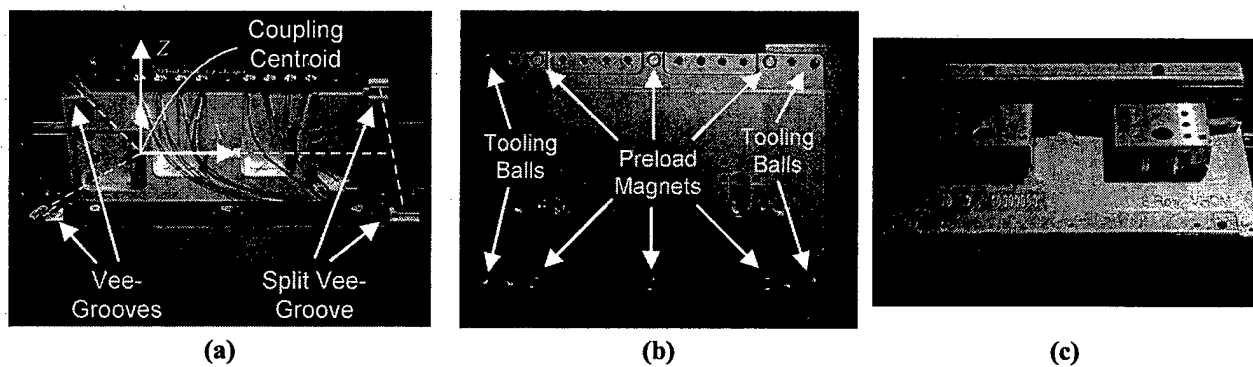 Z
Coupling
Centroid
Vee-
Grooves
Split Vee-
Groove
Tooling
Balls
Preload
Magnets
Tooling
Balls
(a)
(b)
(c)